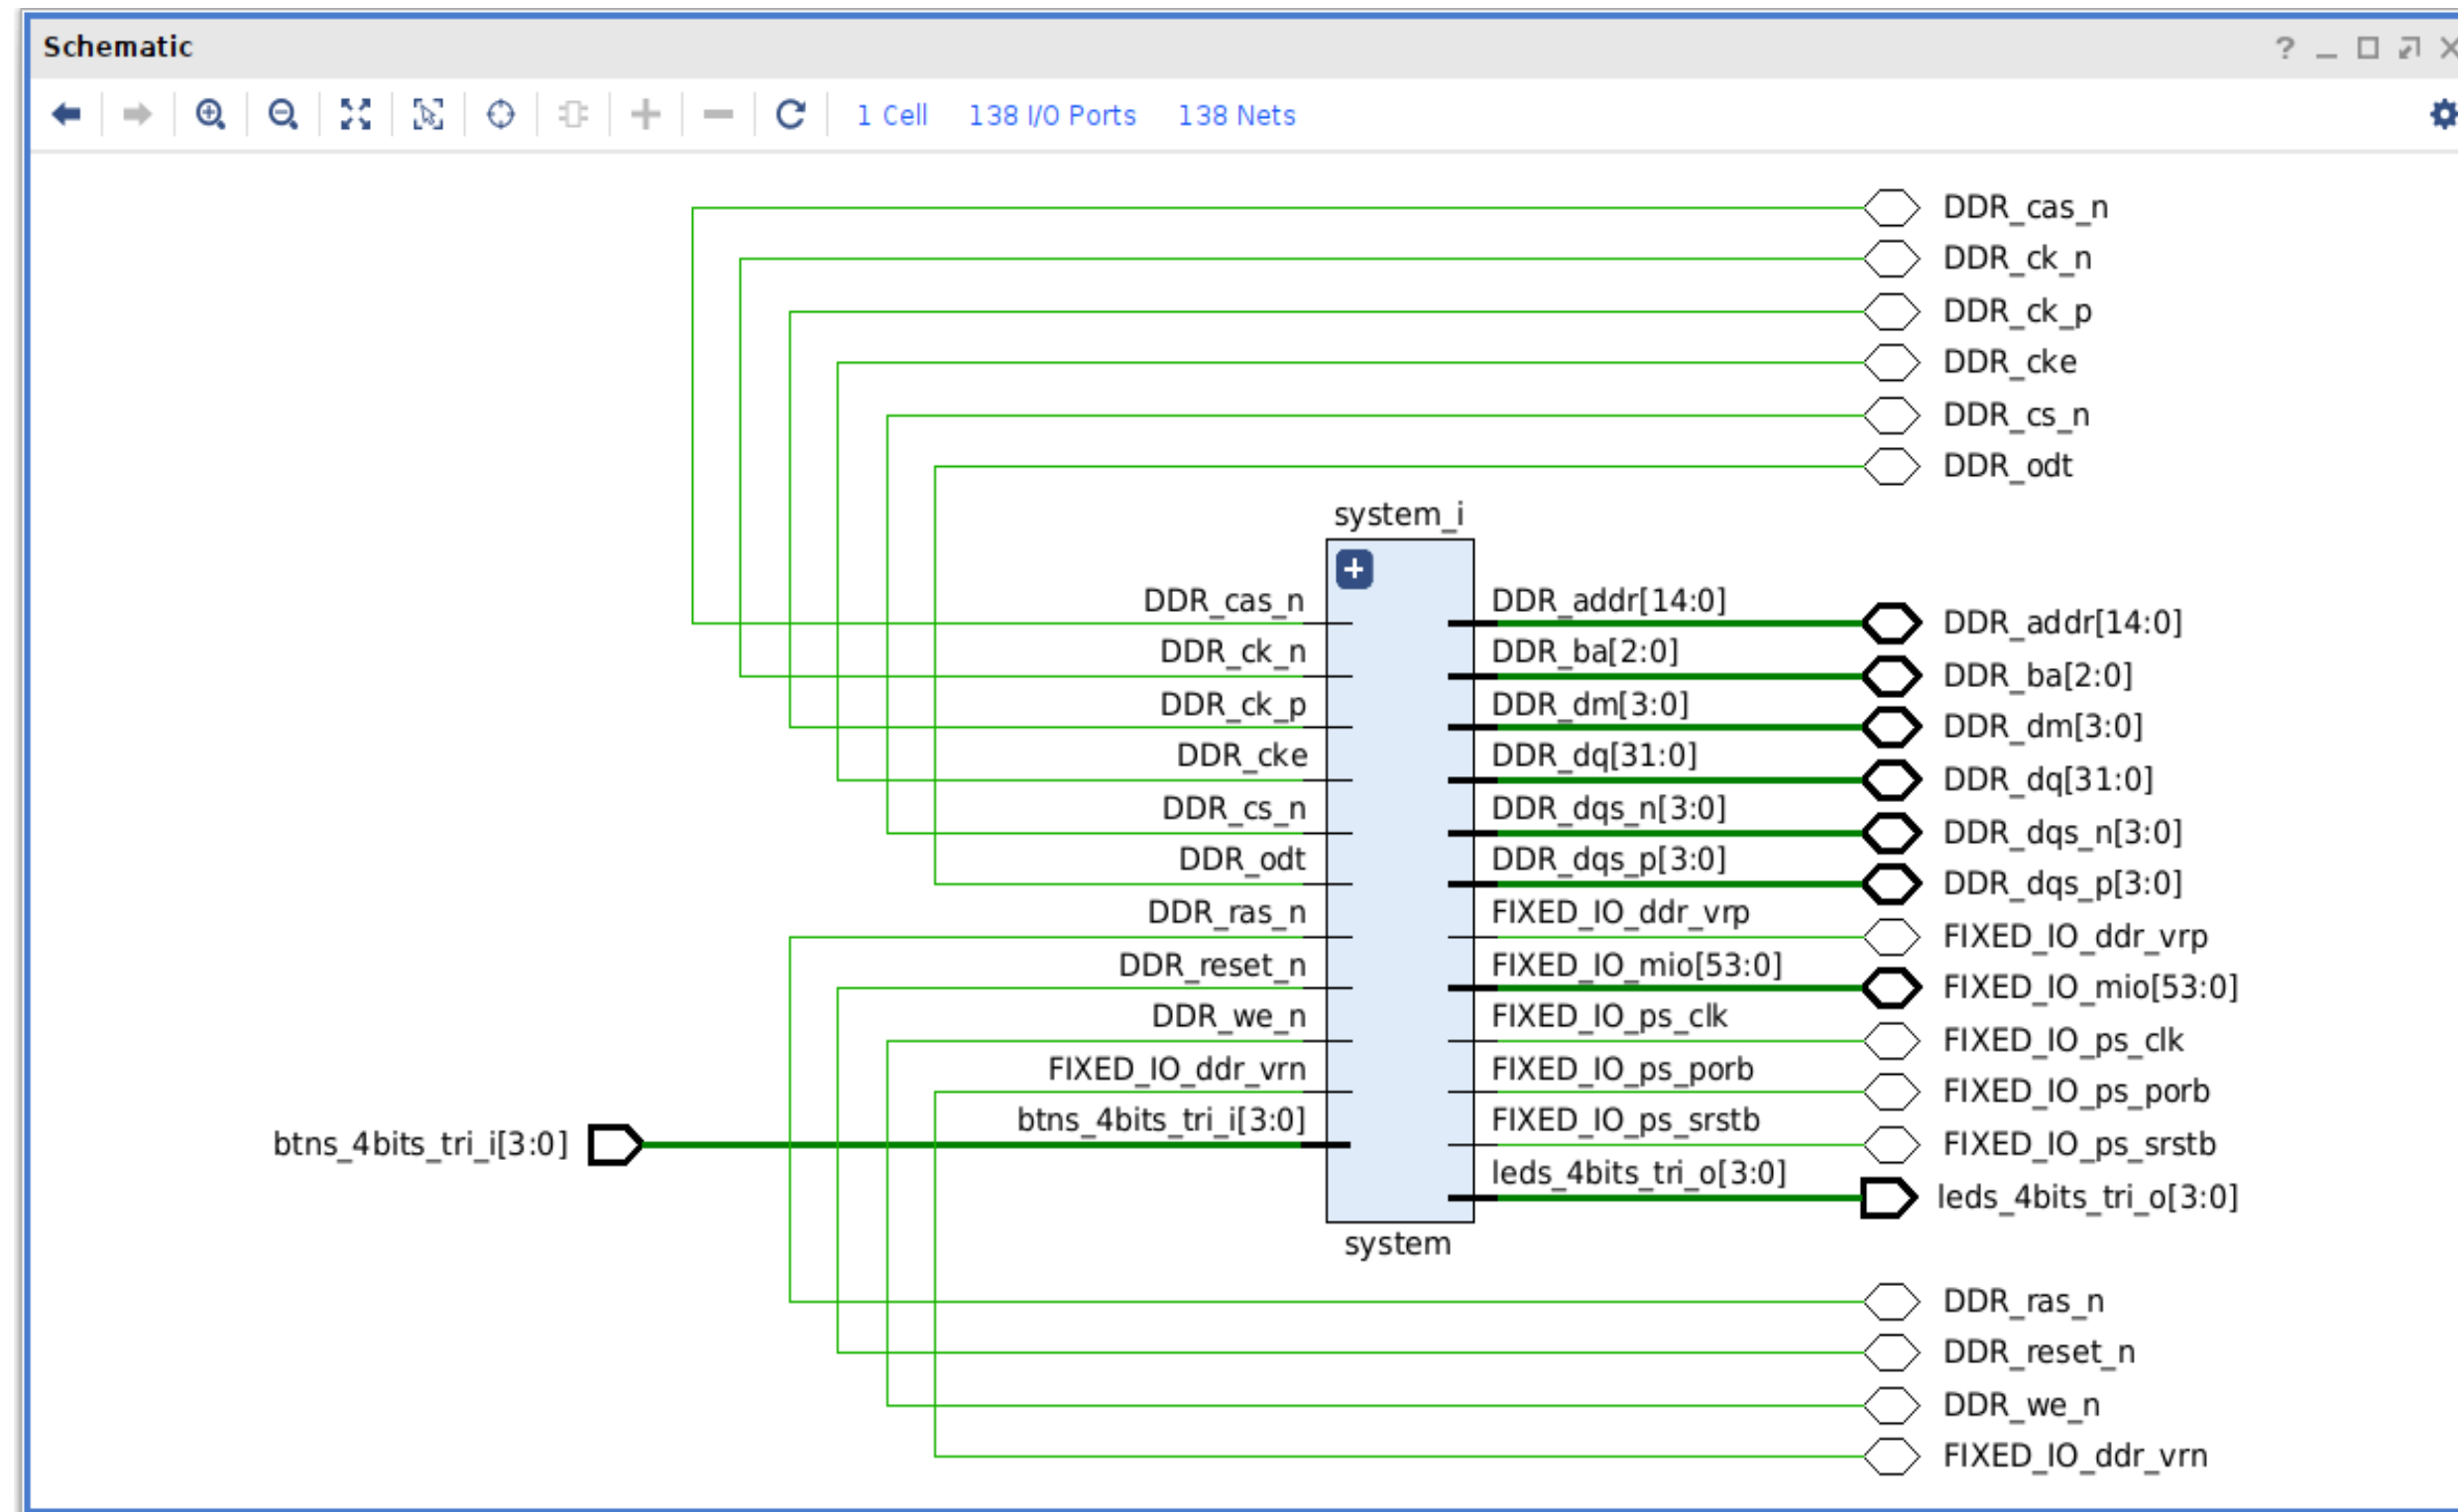 Schematic
1 Cell 138 I/O Ports 138 Nets
DDR_cas_n
DDR_ck_n
DDR_ck_p
DDR_cke
DDR_cs_n
DDR_odt
system_i
DDR_cas_n DDR_addr[14:0] DDR_addr[14:0]
DDR_ck_n DDR_ba[2:0] DDR_ba[2:0]
DDR_ck_p DDR_dm[3:0] DDR_dm[3:0]
DDR_cke DDR_dq[31:0] DDR_dq[31:0]
DDR_cs_n DDR_dqs_n[3:0] DDR_dqs_n[3:0]
DDR_odt DDR_dqs_p[3:0] DDR_dqs_p[3:0]
DDR_ras_n FIXED_IO_ddr_vrp FIXED_IO_ddr_vrp
DDR_reset_n FIXED_IO_mio[53:0] FIXED_IO_mio[53:0]
DDR_we_n FIXED_IO_ps_clk FIXED_IO_ps_clk
FIXED_IO_ddr_vrn FIXED_IO_ps_porb FIXED_IO_ps_porb
btns_4bits_tri_i[3:0] btns_4bits_tri_i[3:0] FIXED_IO_ps_srstb FIXED_IO_ps_srstb
leds_4bits_tri_o[3:0] leds_4bits_tri_o[3:0]
system
DDR_ras_n
DDR_reset_n
DDR_we_n
FIXED_IO_ddr_vrn